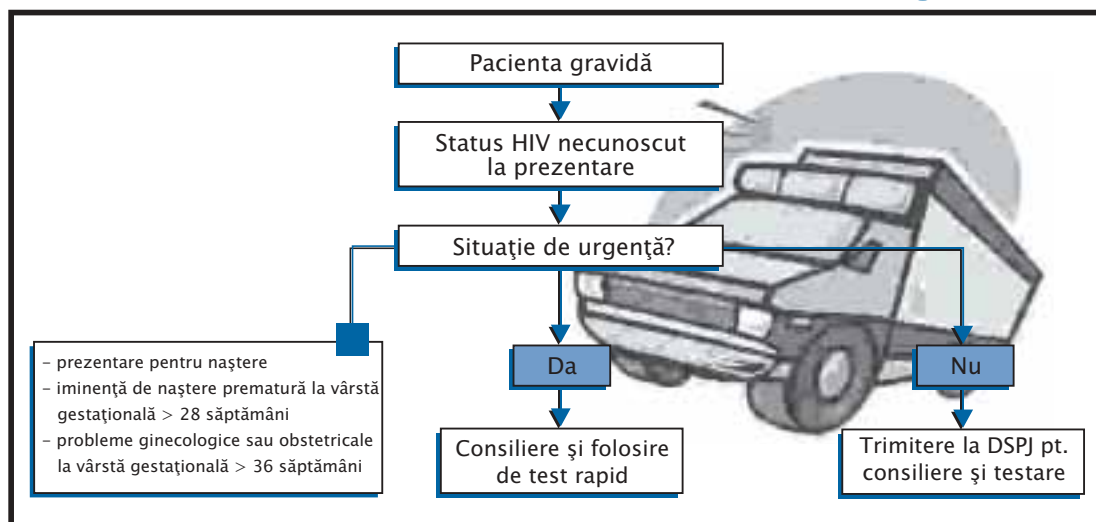 Pacienta gravidă
Status HIV necunoscut
la prezentare
Situaţie de urgenţă?
– prezentare pentru naştere
– iminenţă de naştere prematură la vârstă
gestaţională > 28 săptămâni
– probleme ginecologice sau obstetricale
la vârstă gestaţională > 36 săptămâni
Da
Nu
Consiliere şi folosire
de test rapid
Trimitere la DSPJ pt.
consiliere şi testare